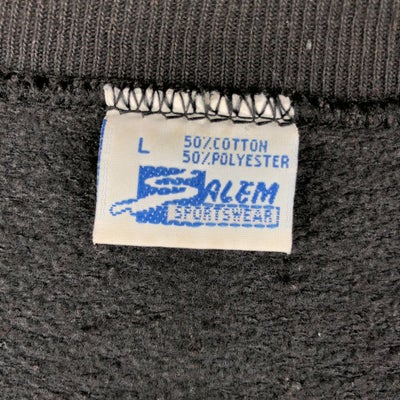 L 50%COTTON
50%POLYESTER
SALEM
SPORTSWEAR